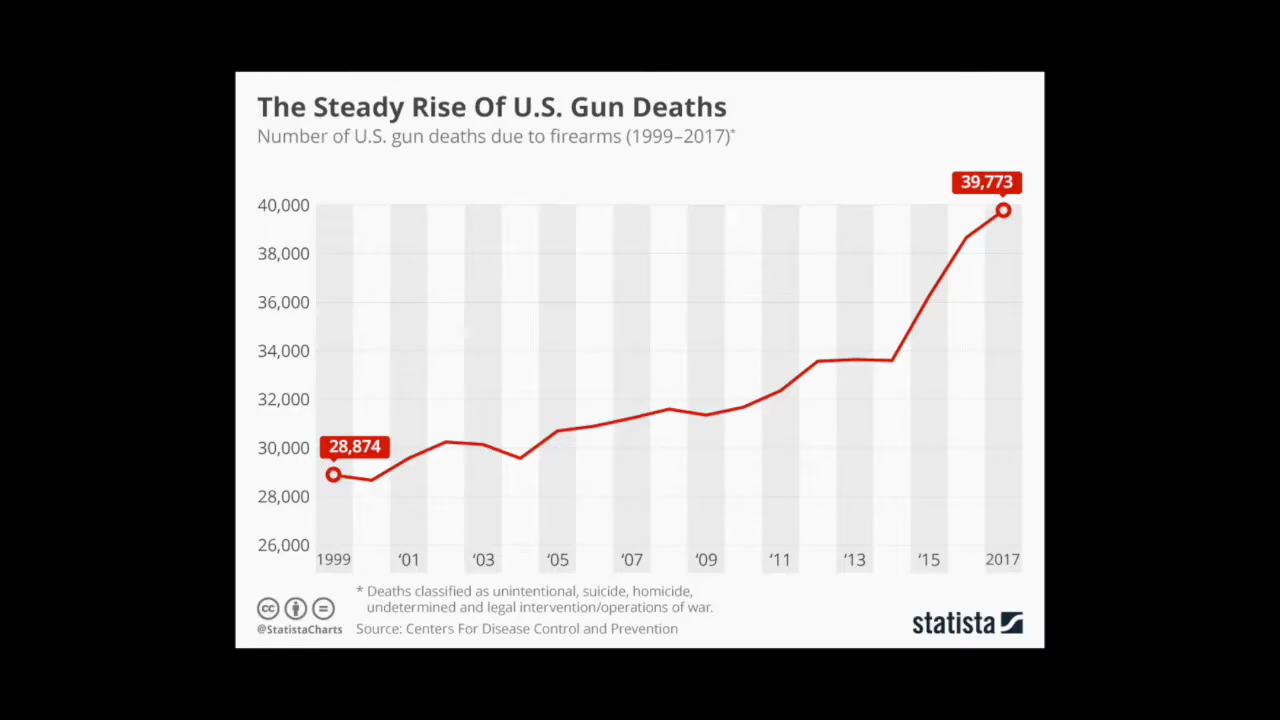 The Steady Rise Of U.S. Gun Deaths
Number of U.S. gun deaths due to firearms (1999–2017)*
39,773
40,000
38,000
36,000
34,000
32,000
30,000
28,874
28,000
26,000
1999 ‘01 ‘03 ‘05 ‘07 ‘09 ‘11 ‘13 ‘15 2017
* Deaths classified as unintentional, suicide, homicide,
undetermined and legal intervention/operations of war.
cc
@StatistaCharts Source: Centers For Disease Control and Prevention
statista